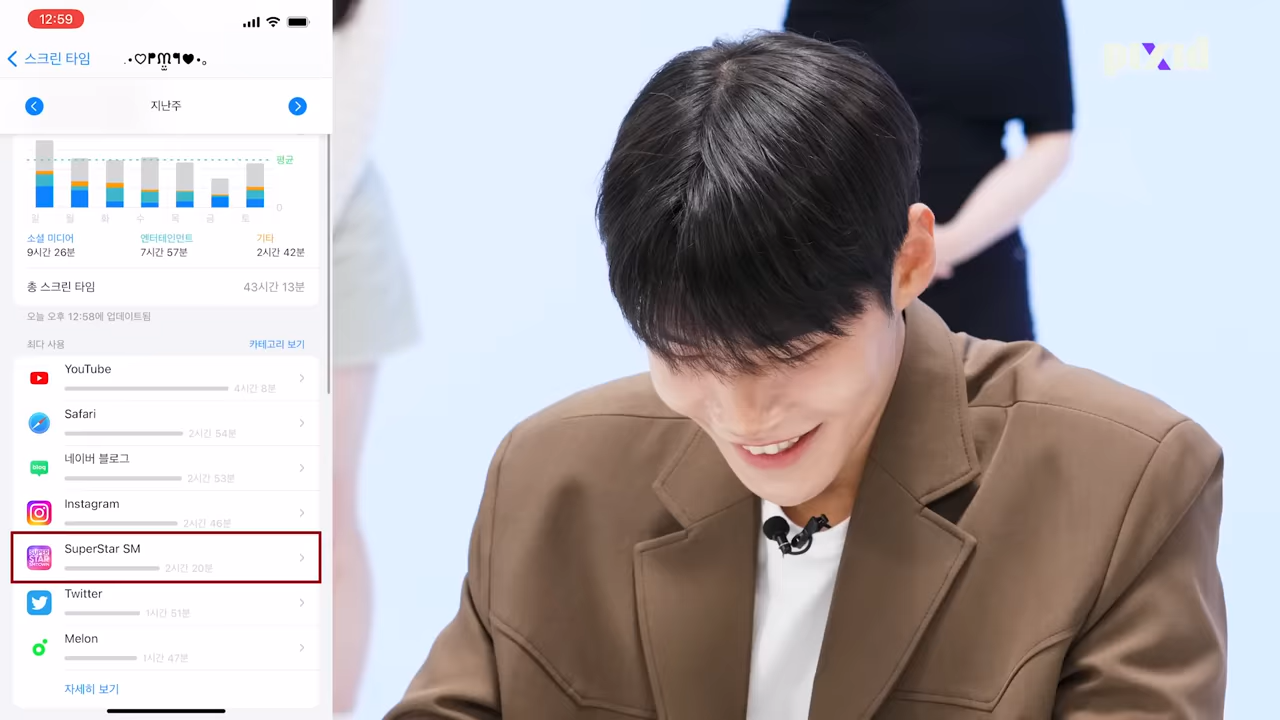 12:59
스크린 타임
지난주
평균
0
일 월 화 수 목 금 토
소셜 미디어 엔터테인먼트 기타
9시간 26분 7시간 57분 2시간 42분
총 스크린 타임 43시간 13분
오늘 오후 12:58에 업데이트됨
최다 사용 카테고리 보기
YouTube
4시간 8분
Safari
2시간 54분
blog 네이버 블로그
2시간 53분
Instagram
2시간 46분
SuperStar SM
2시간 20분
Twitter
1시간 51분
Melon
1시간 47분
자세히 보기
pixid